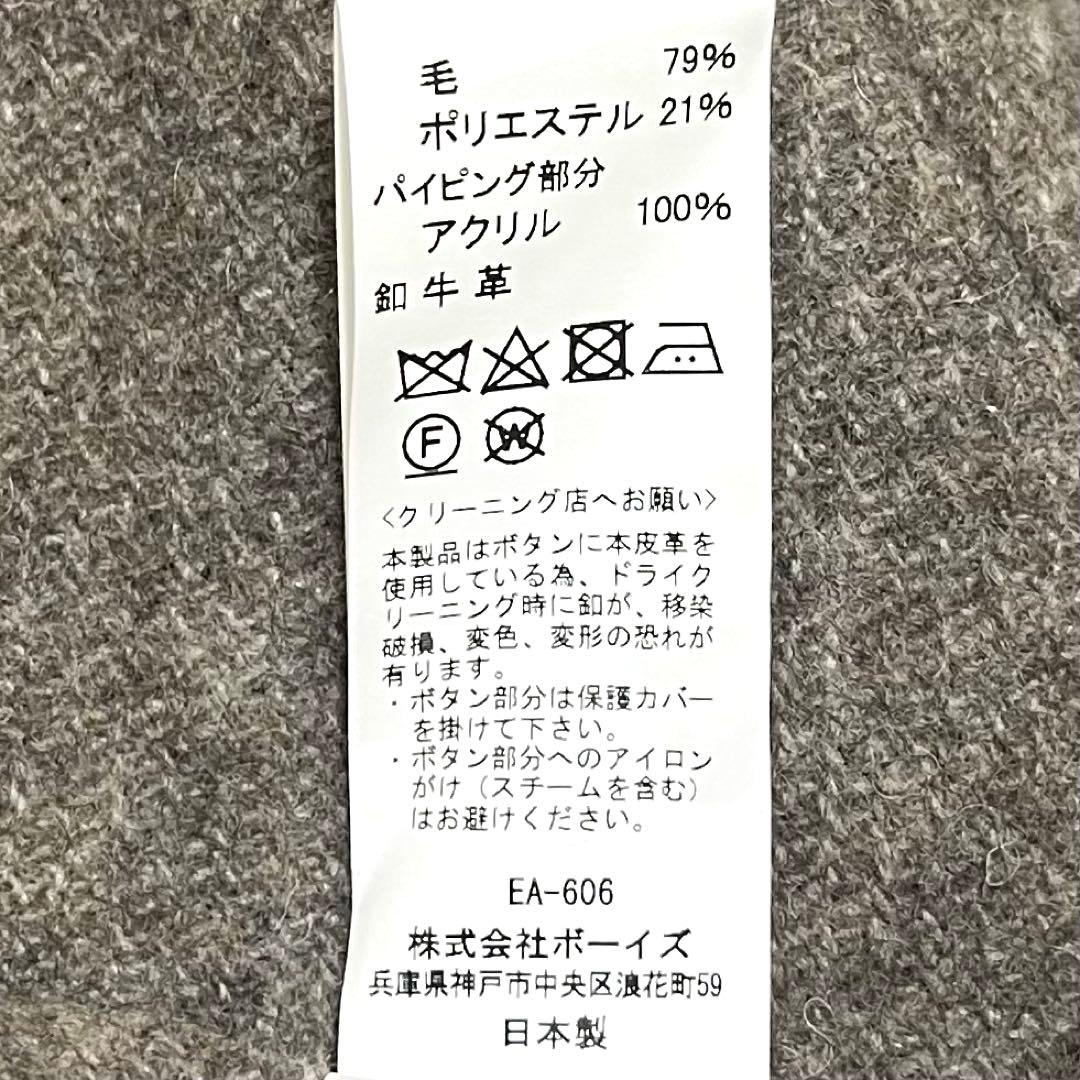 毛 79%
ポリエステル 21%
パイピング部分
アクリル 100%
釦 牛 革
F W
〈クリーニング店へお願い〉
本製品はボタンに本皮革を
使用している為、ドライク
リーニング時に釦が、移染
破損、変色、変形の恐れが
有ります。
・ボタン部分は保護カバー
を掛けて下さい。
・ボタン部分へのアイロン
がけ（スチームを含む）
はお避けください。
EA-606
株式会社ボーイズ
兵庫県神戸市中央区浪花町59
日本製